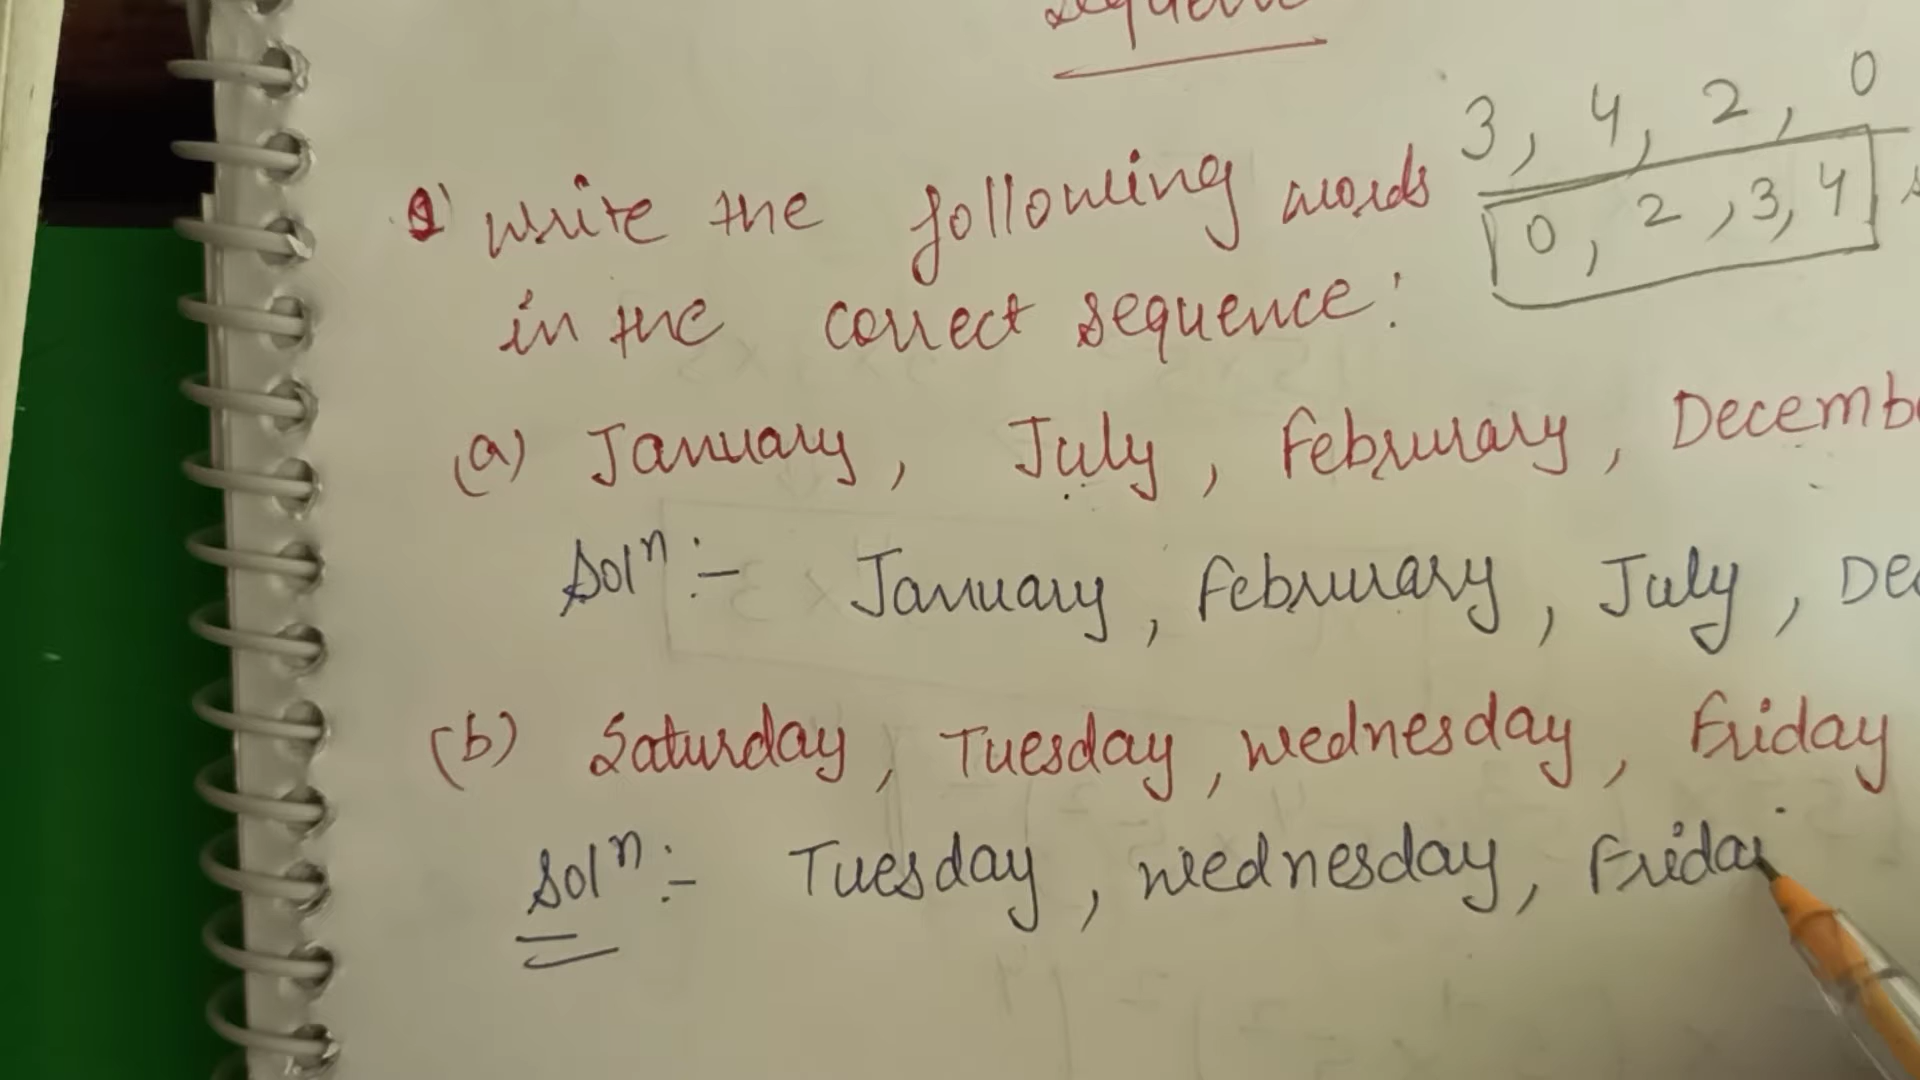 3, 4, 2, 0
0, 2, 3, 4
Q write the following words
in the correct sequence:
(a) January, July, February, Decemb
Solⁿ:- January, February, July, Dec
(b) Saturday, Tuesday, wednesday, Friday
Solⁿ:- Tuesday, wednesday, Frida